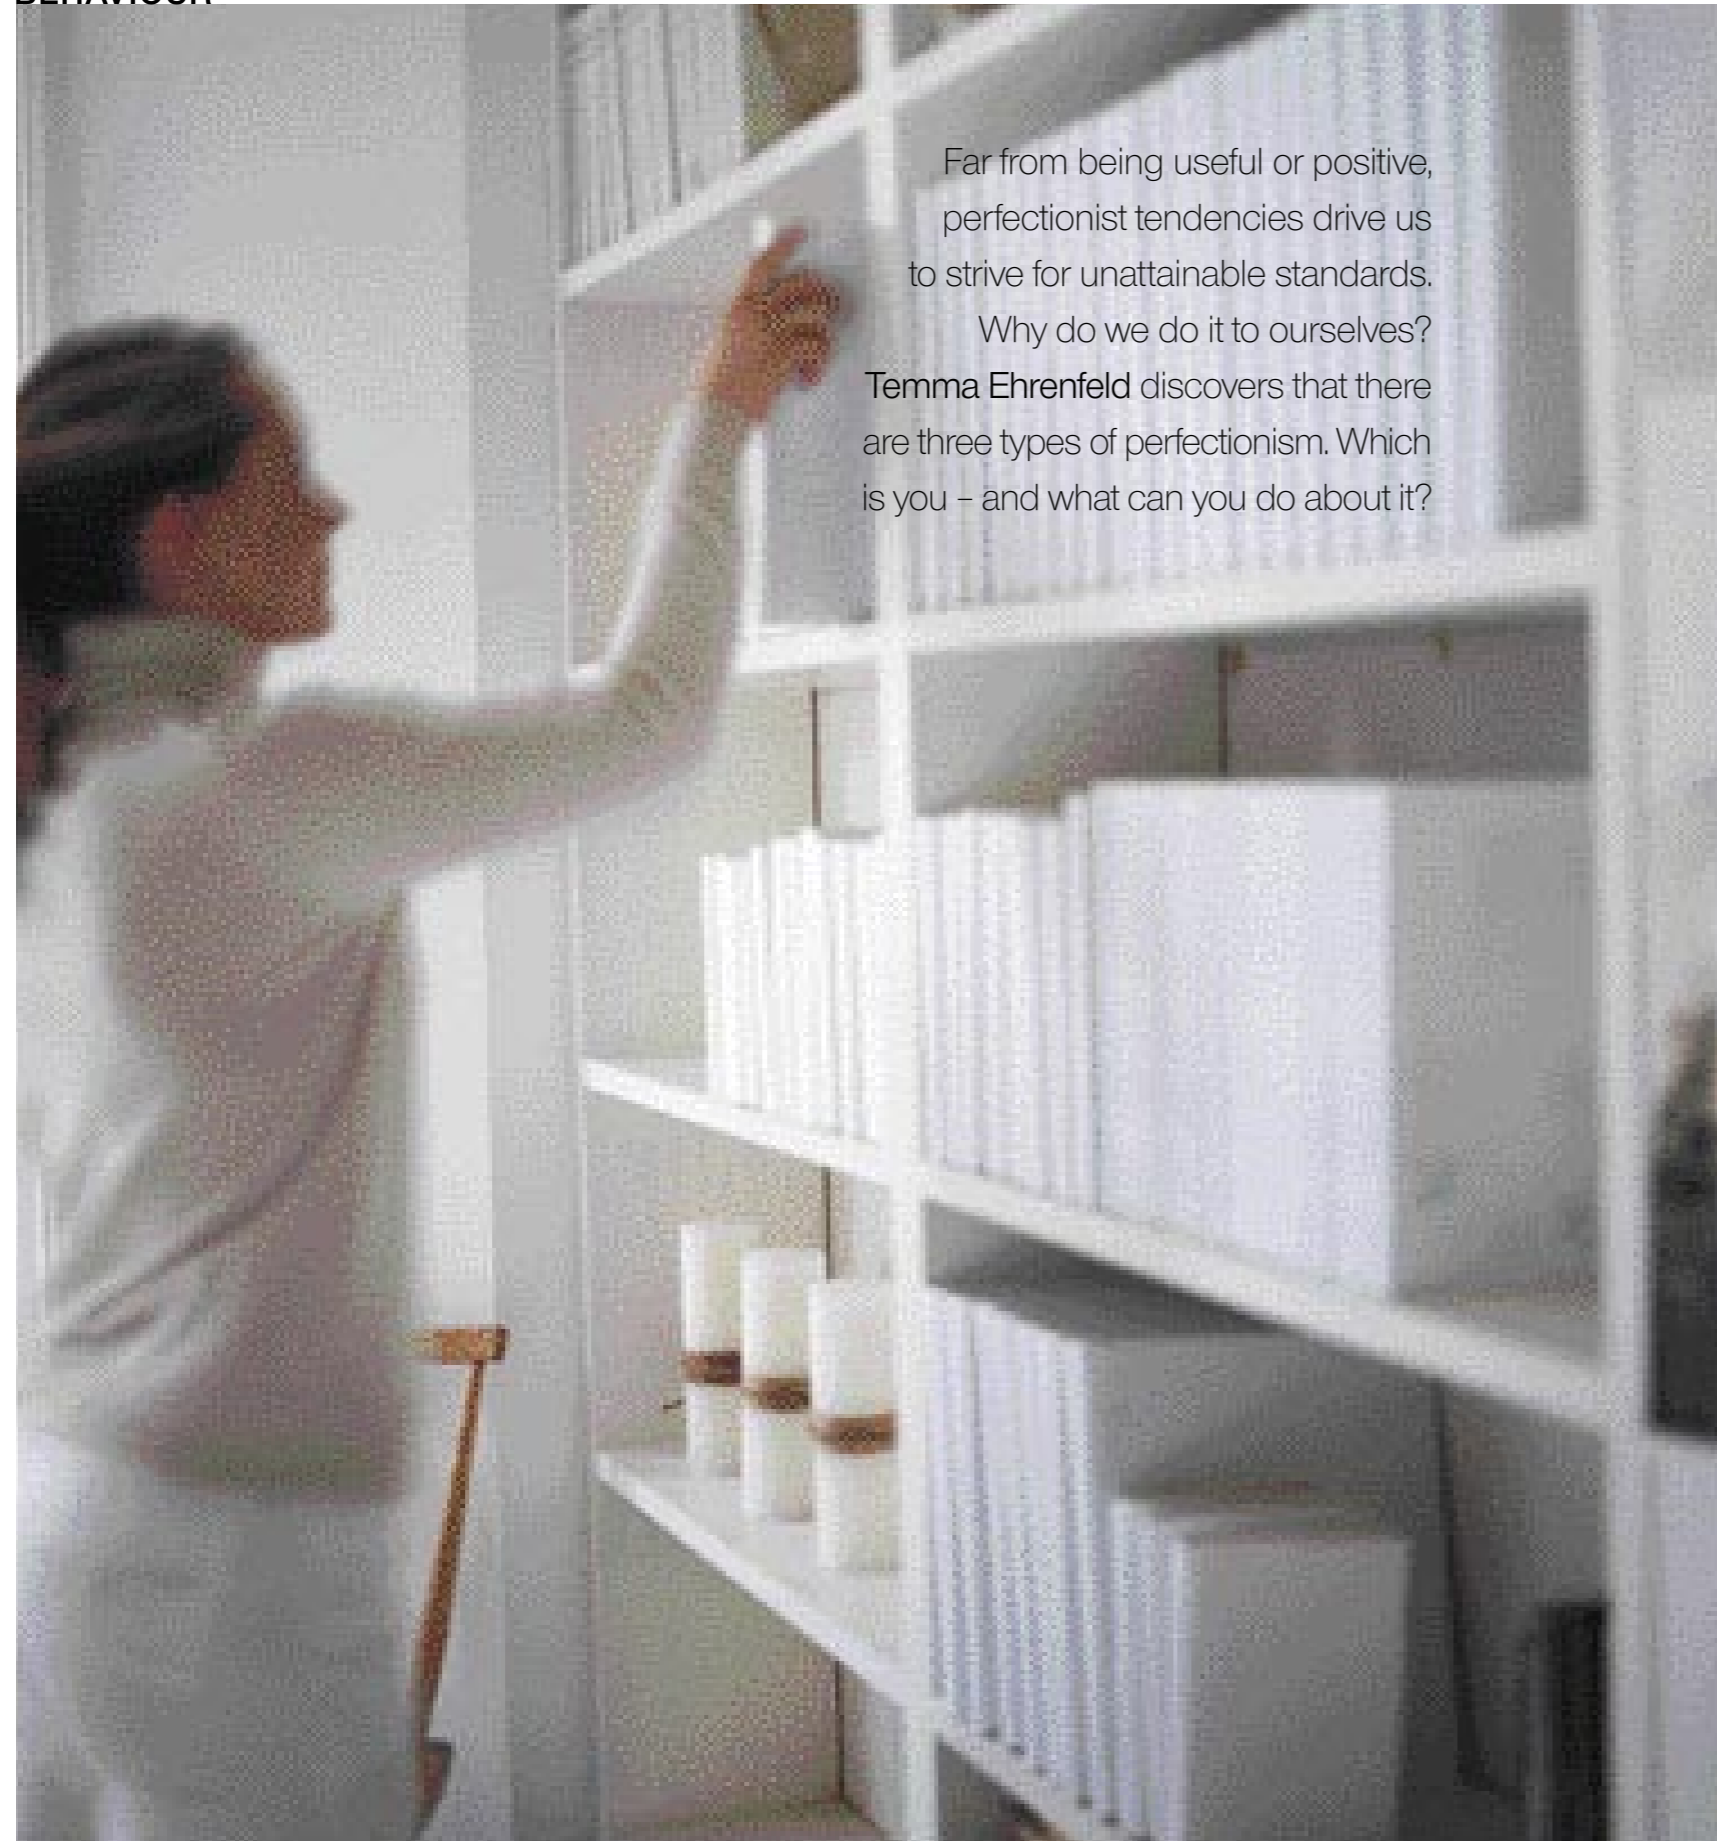 BEHAVIOUR
Far from being useful or positive,
perfectionist tendencies drive us
to strive for unattainable standards.
Why do we do it to ourselves?
Temma Ehrenfeld discovers that there
are three types of perfectionism. Which
is you – and what can you do about it?